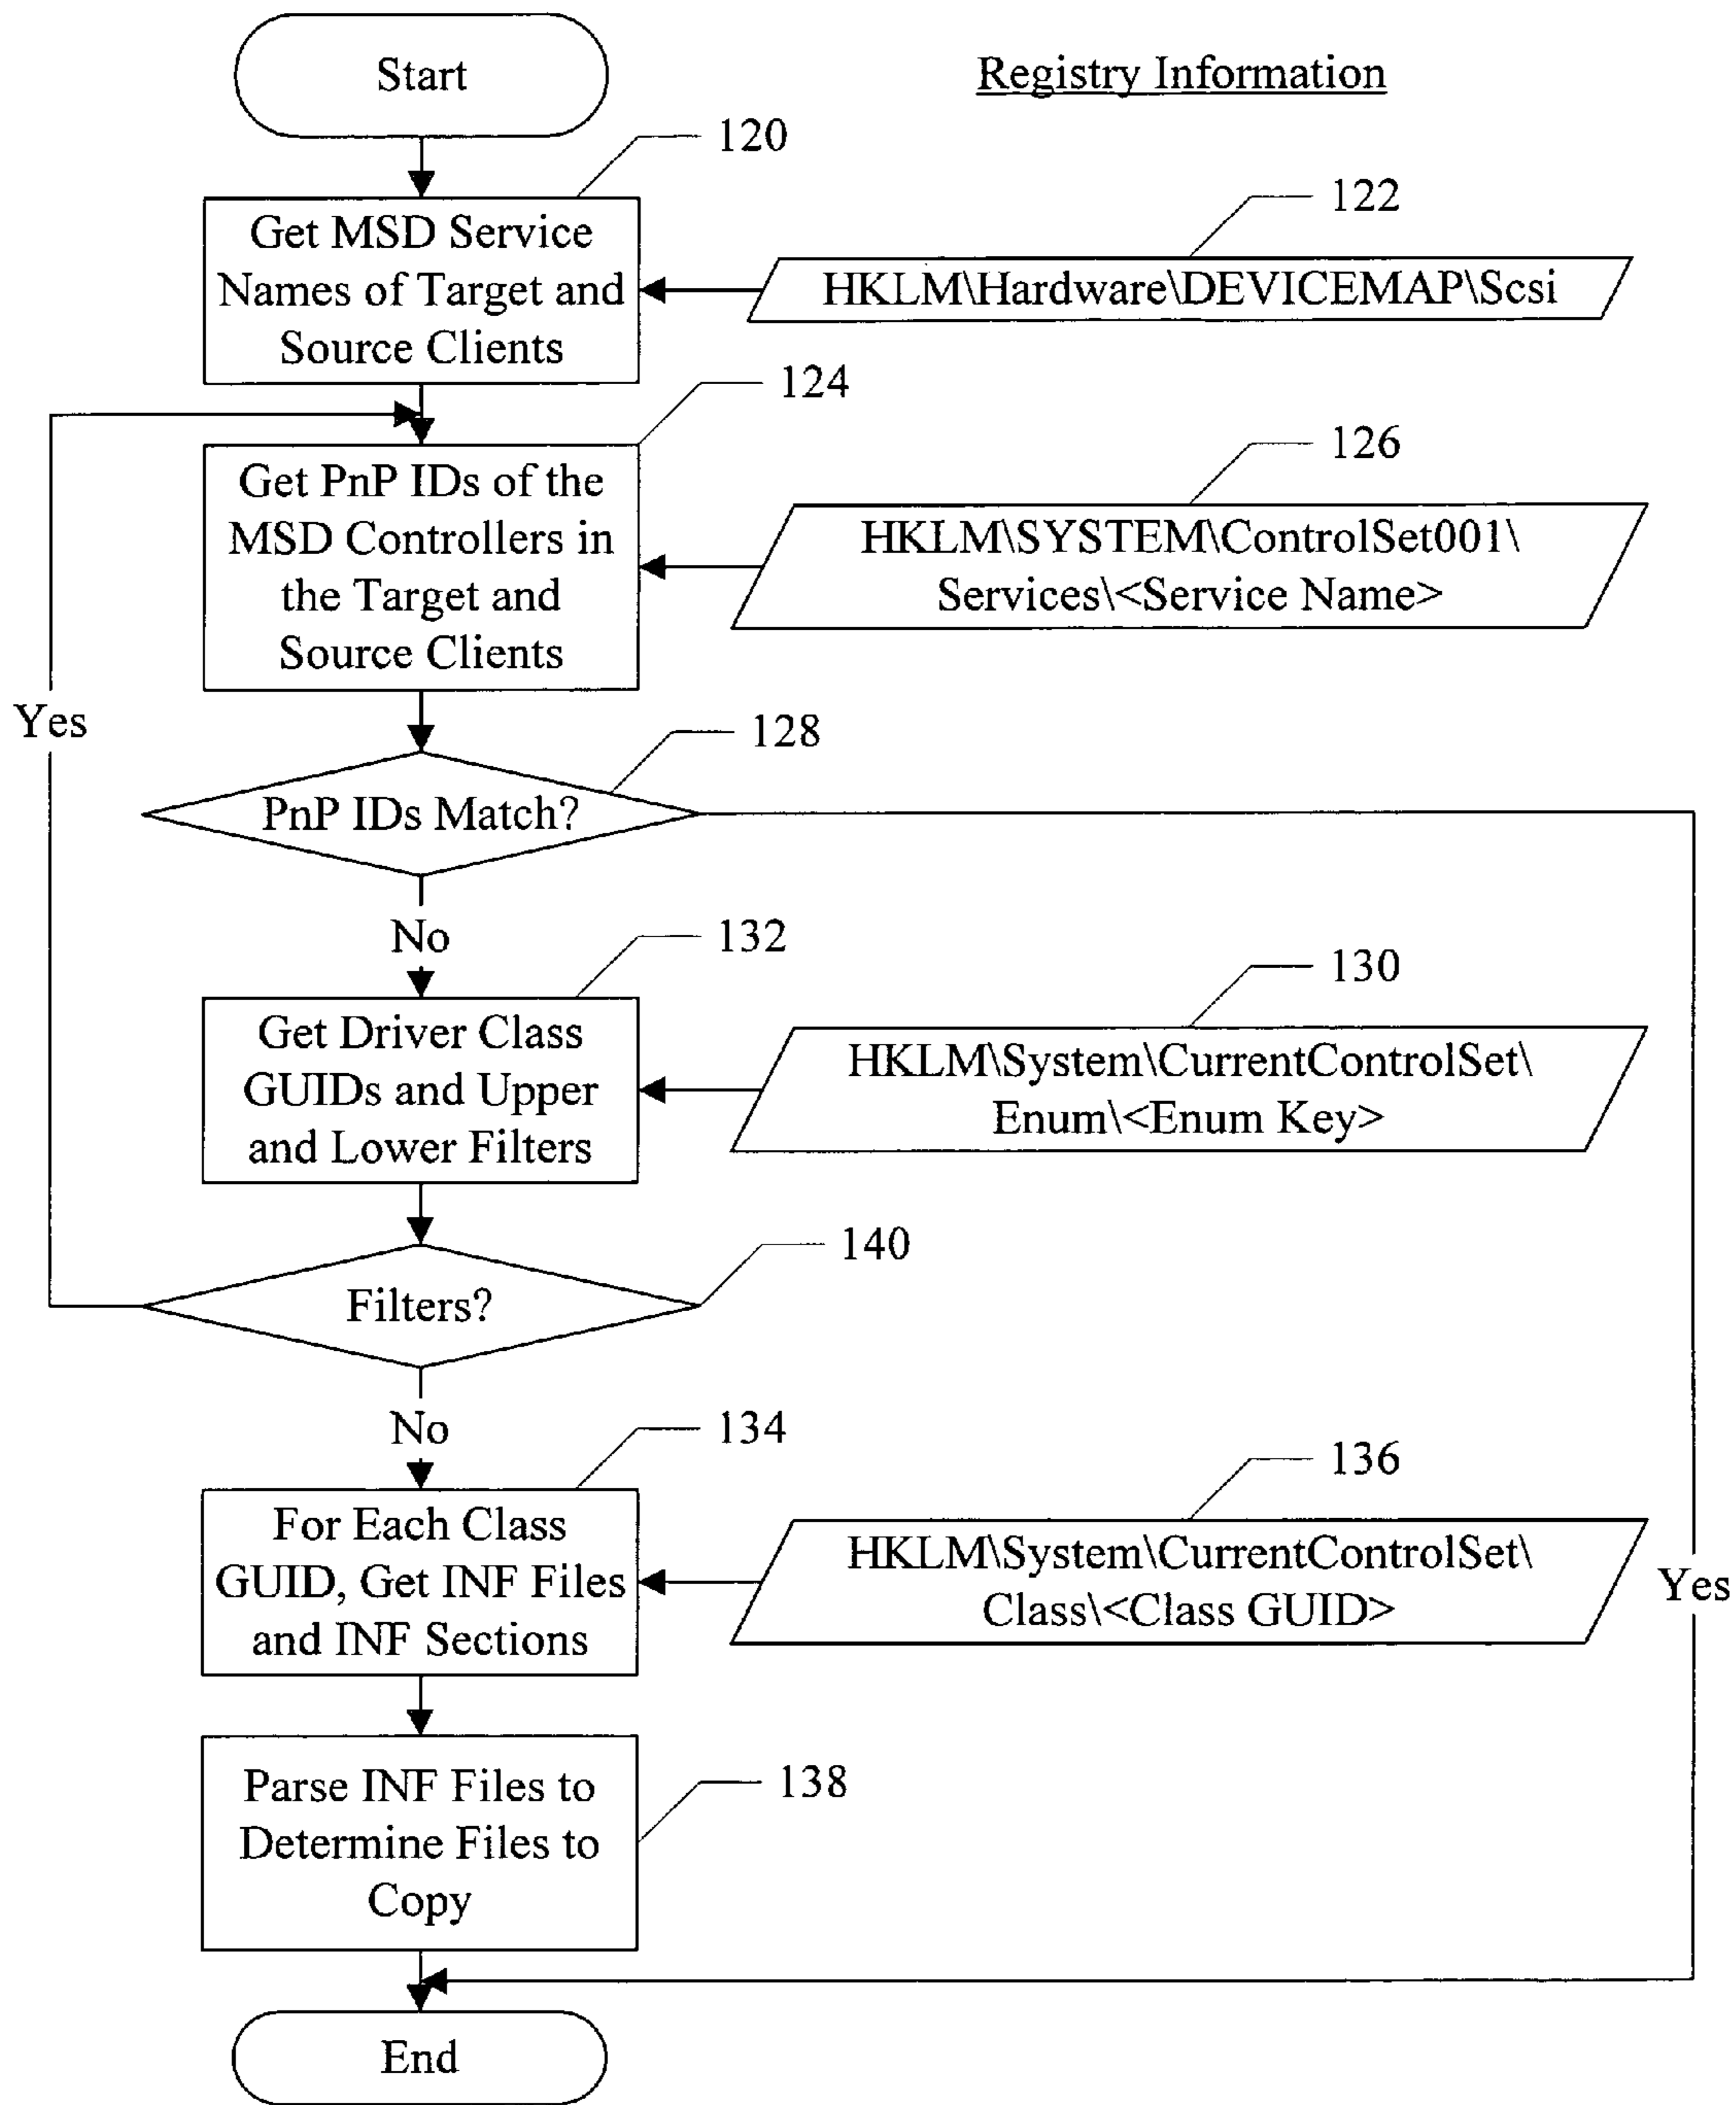 Start
Registry Information
120
122
Get MSD Service
Names of Target and
Source Clients
HKLM\Hardware\DEVICEMAP\Scsi
124
126
Get PnP IDs of the
MSD Controllers in
the Target and
Source Clients
HKLM\SYSTEM\ControlSet001\
Services\<Service Name>
Yes
128
PnP IDs Match?
No
132
130
Get Driver Class
GUIDs and Upper
and Lower Filters
HKLM\System\CurrentControlSet\
Enum\<Enum Key>
140
Filters?
No
134
136
For Each Class
GUID, Get INF Files
and INF Sections
HKLM\System\CurrentControlSet\
Class\<Class GUID>
Yes
Parse INF Files to
Determine Files to
Copy
138
End